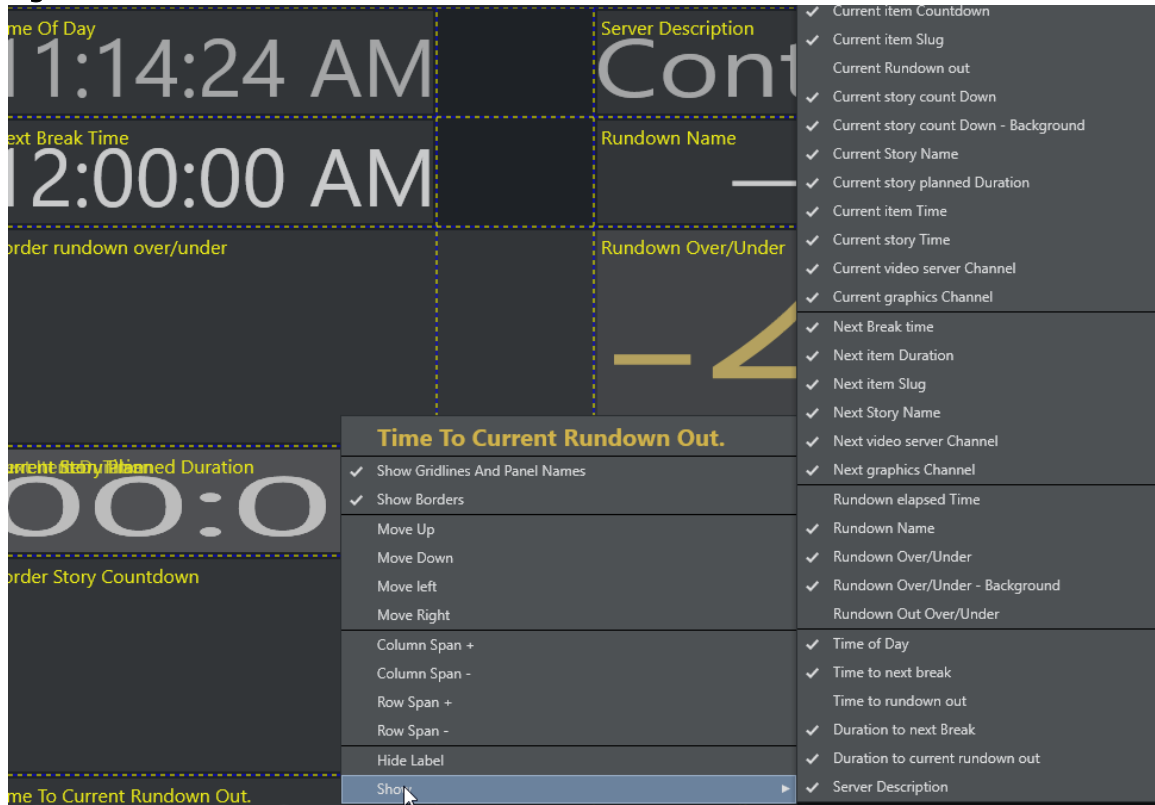 me Of Day
11:14:24 AM
Server Description
Cont
ext Break Time
12:00:00 AM
Rundown Name
order rundown over/under
Rundown Over/Under
Planned Duration
00:0
order Story Countdown
me To Current Rundown Out.
Time To Current Rundown Out.
Show Gridlines And Panel Names
Show Borders
Move Up
Move Down
Move left
Move Right
Column Span +
Column Span -
Row Span +
Row Span -
Hide Label
Show
Current item Countdown
Current item Slug
Current Rundown out
Current story count Down
Current story count Down - Background
Current Story Name
Current story planned Duration
Current item Time
Current story Time
Current video server Channel
Current graphics Channel
Next Break time
Next item Duration
Next item Slug
Next Story Name
Next video server Channel
Next graphics Channel
Rundown elapsed Time
Rundown Name
Rundown Over/Under
Rundown Over/Under - Background
Rundown Out Over/Under
Time of Day
Time to next break
Time to rundown out
Duration to next Break
Duration to current rundown out
Server Description